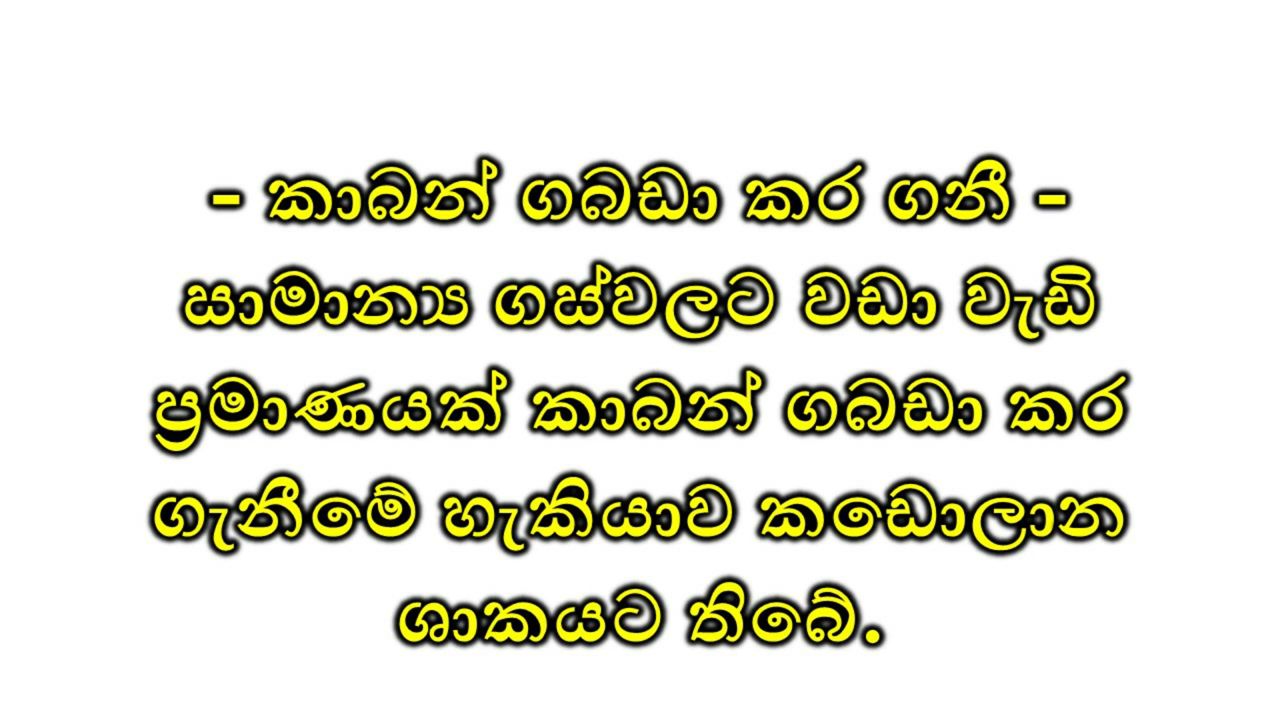 - කාබන් ගබඩා කර ගනී -
සාමාන්‍ය ගස්වලට වඩා වැඩි
ප්‍රමාණයක් කාබන් ගබඩා කර
ගැනීමේ හැකියාව කඩොලාන
ශාකයට තිබේ.